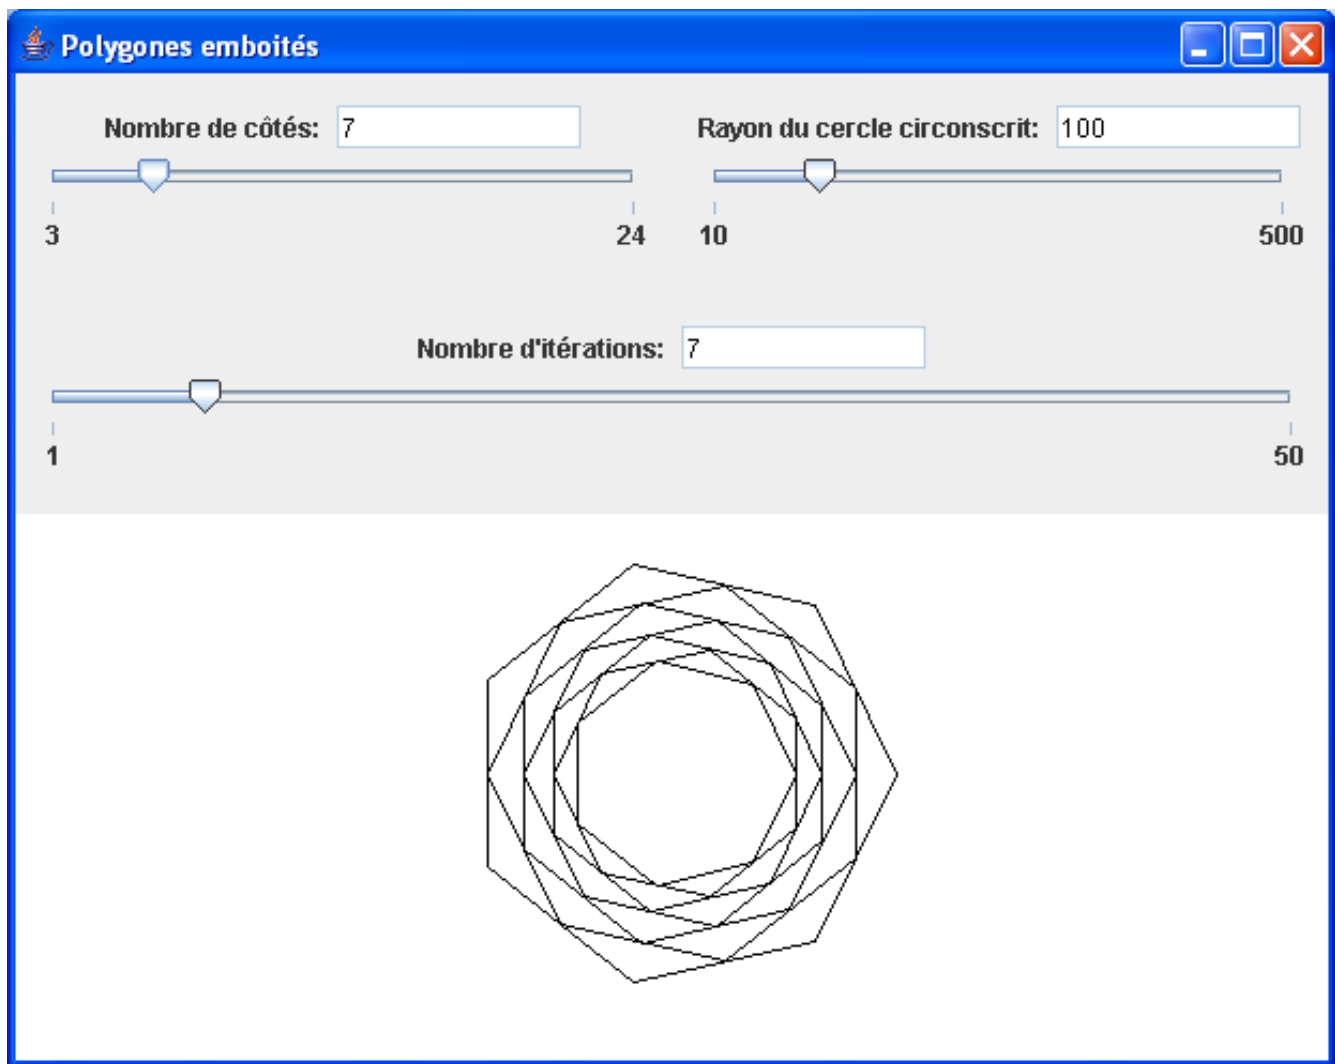 Polygones emboités
Nombre de côtés: 7
Rayon du cercle circonscrit: 100
3 24
10 500
Nombre d'itérations: 7
1 50